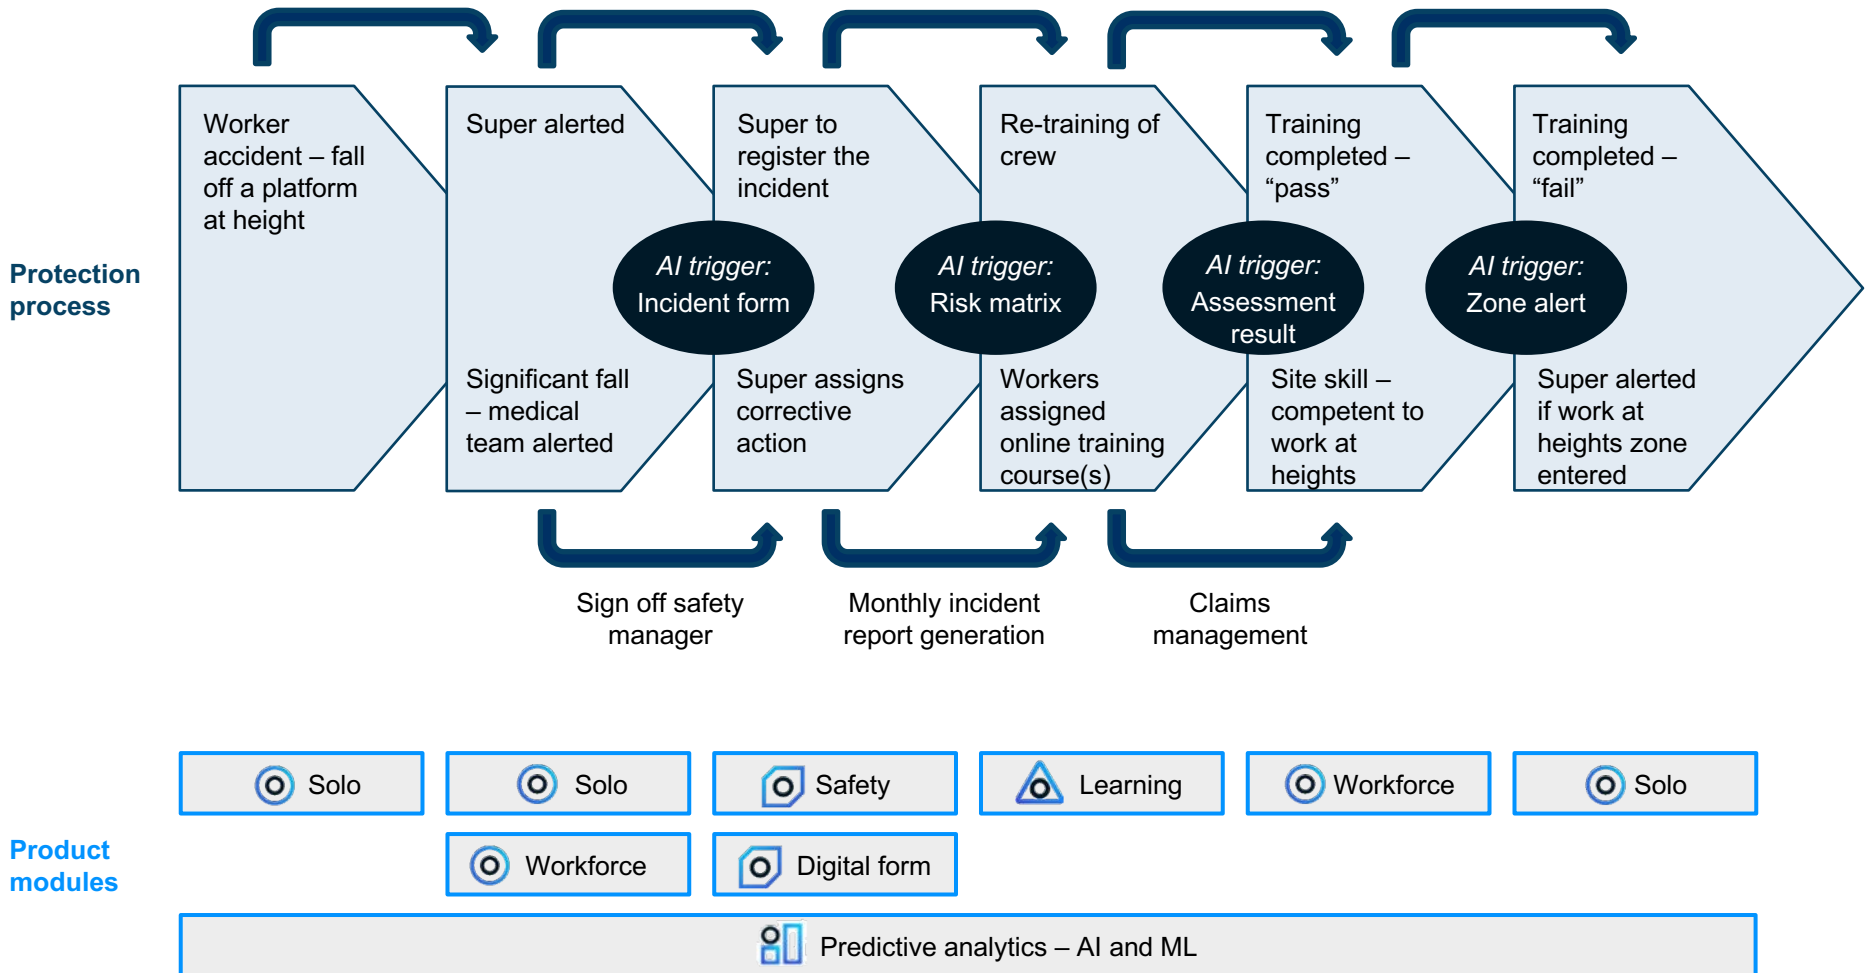 Protection
process
Worker
accident – fall
off a platform
at height
Super alerted
Significant fall
– medical
team alerted
AI trigger:
Incident form
Super to
register the
incident
Super assigns
corrective
action
AI trigger:
Risk matrix
Re-training of
crew
Workers
assigned
online training
course(s)
AI trigger:
Assessment
result
Training
completed –
“pass”
Site skill –
competent to
work at
heights
AI trigger:
Zone alert
Training
completed –
“fail”
Super alerted
if work at
heights zone
entered
Sign off safety
manager
Monthly incident
report generation
Claims
management
Product
modules
Solo
Solo
Safety
Learning
Workforce
Solo
Workforce
Digital form
Predictive analytics – AI and ML